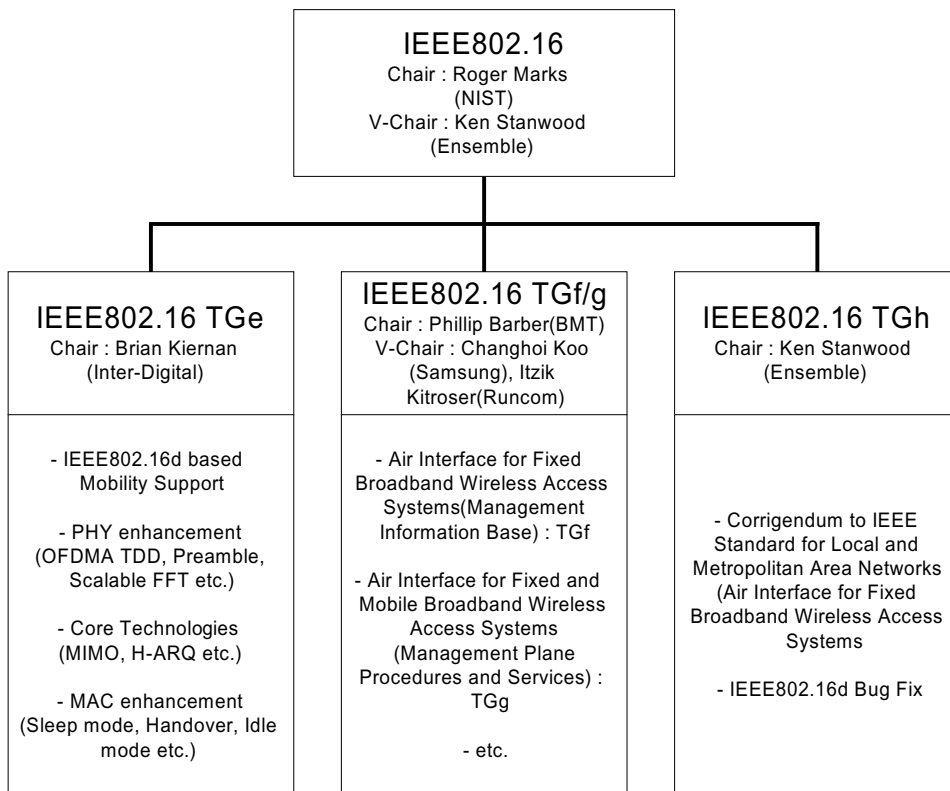 IEEE802.16
Chair : Roger Marks
(NIST)
V-Chair : Ken Stanwood
(Ensemble)
IEEE802.16 TGe
Chair : Brian Kiernan
(Inter-Digital)
- IEEE802.16d based
Mobility Support
- PHY enhancement
(OFDMA TDD, Preamble,
Scalable FFT etc.)
- Core Technologies
(MIMO, H-ARQ etc.)
- MAC enhancement
(Sleep mode, Handover, Idle
mode etc.)
IEEE802.16 TGf/g
Chair : Phillip Barber(BMT)
V-Chair : Changhoi Koo
(Samsung), Itzik
Kitroser(Runcom)
- Air Interface for Fixed
Broadband Wireless Access
Systems(Management
Information Base) : TGf
- Air Interface for Fixed and
Mobile Broadband Wireless
Access Systems
(Management Plane
Procedures and Services) :
TGg
- etc.
IEEE802.16 TGh
Chair : Ken Stanwood
(Ensemble)
- Corrigendum to IEEE
Standard for Local and
Metropolitan Area Networks
(Air Interface for Fixed
Broadband Wireless Access
Systems
- IEEE802.16d Bug Fix